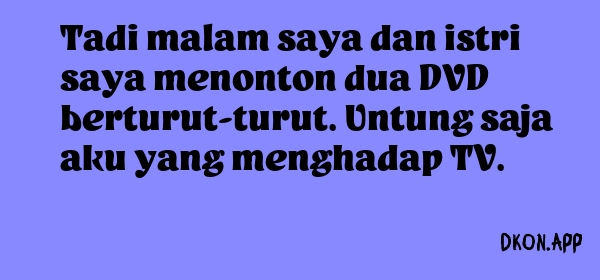 Tadi malam saya dan istri
saya menonton dua DVD
berturut-turut. Untung saja
aku yang menghadap TV.
DKON.APP